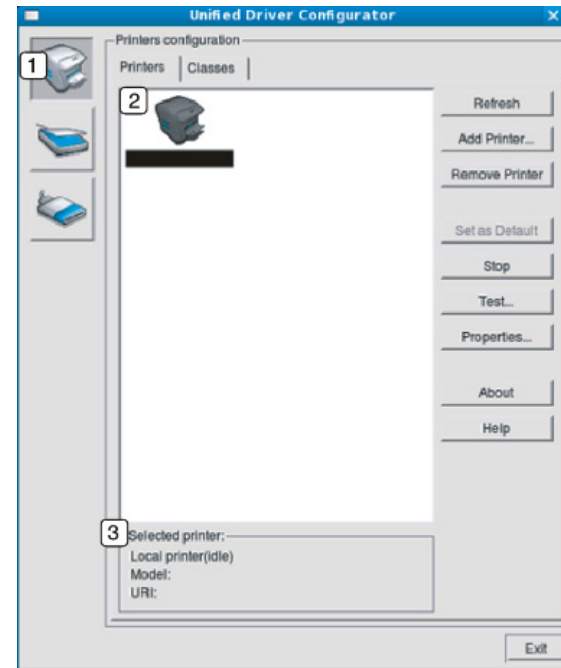 Unified Driver Configurator
Printers configuration
1
Printers
Classes
2
Refresh
Add Printer...
Remove Printer
Set as Default
Stop
Test...
Properties...
About
Help
3
Selected printer:
Local printer(idle)
Model:
URI:
Exit